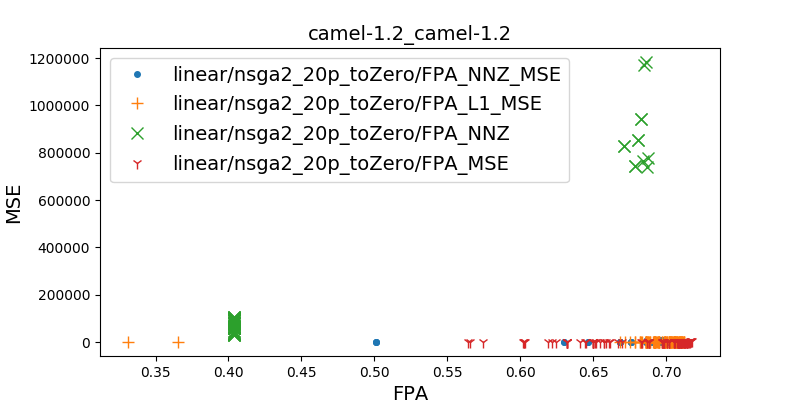 camel-1.2_camel-1.2
linear/nsga2_20p_toZero/FPA_NNZ_MSE
linear/nsga2_20p_toZero/FPA_L1_MSE
linear/nsga2_20p_toZero/FPA_NNZ
linear/nsga2_20p_toZero/FPA_MSE
MSE
1200000
1000000
800000
600000
400000
200000
0
0.35 0.40 0.45 0.50 0.55 0.60 0.65 0.70
FPA